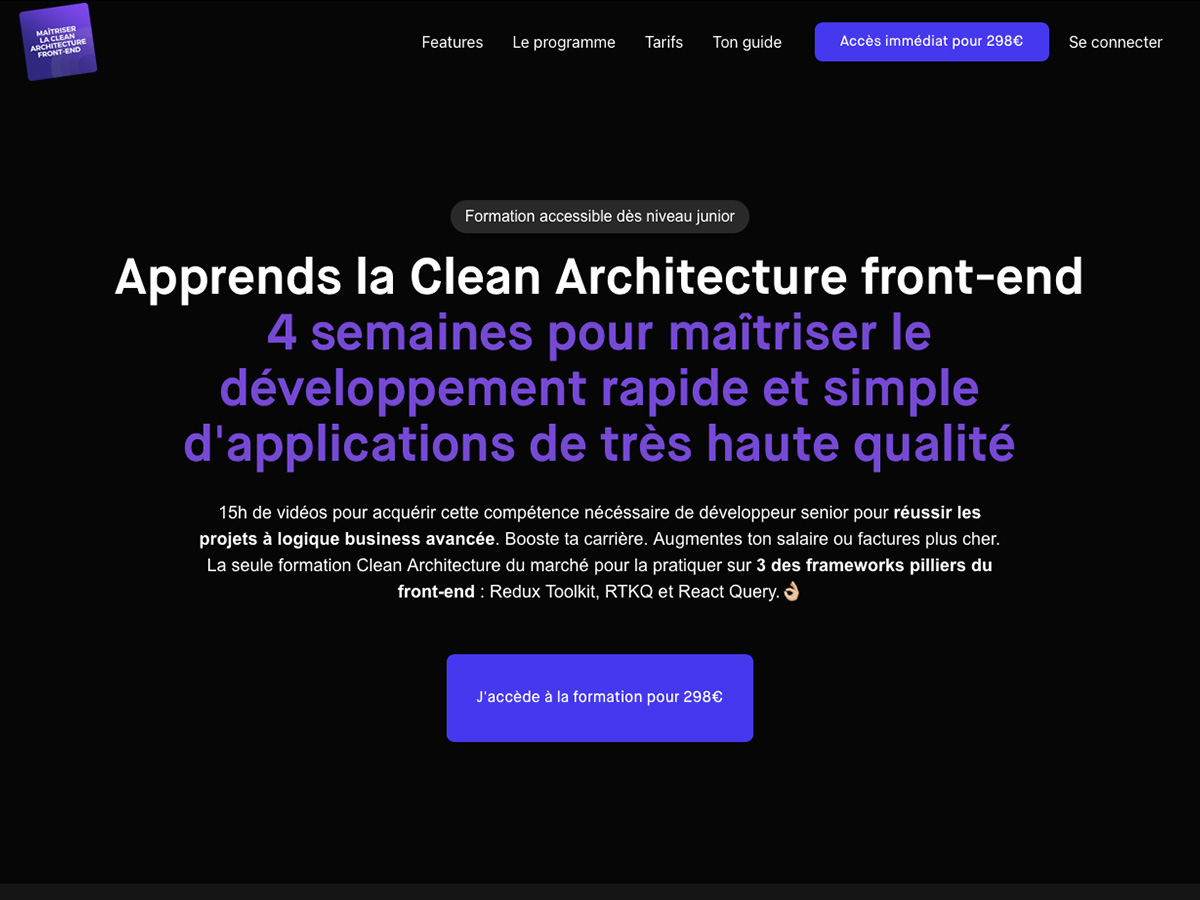 MAÎTRISER
LA CLEAN
ARCHITECTURE
FRONT-END
Features
Le programme
Tarifs
Ton guide
Accès immédiat pour 298€
Se connecter
Formation accessible dès niveau junior
Apprends la Clean Architecture front-end
4 semaines pour maîtriser le
développement rapide et simple
d'applications de très haute qualité
15h de vidéos pour acquérir cette compétence nécéssaire de développeur senior pour réussir les
projets à logique business avancée. Booste ta carrière. Augmentes ton salaire ou factures plus cher.
La seule formation Clean Architecture du marché pour la pratiquer sur 3 des frameworks pilliers du
front-end : Redux Toolkit, RTKQ et React Query.👌🏼
J'accède à la formation pour 298€